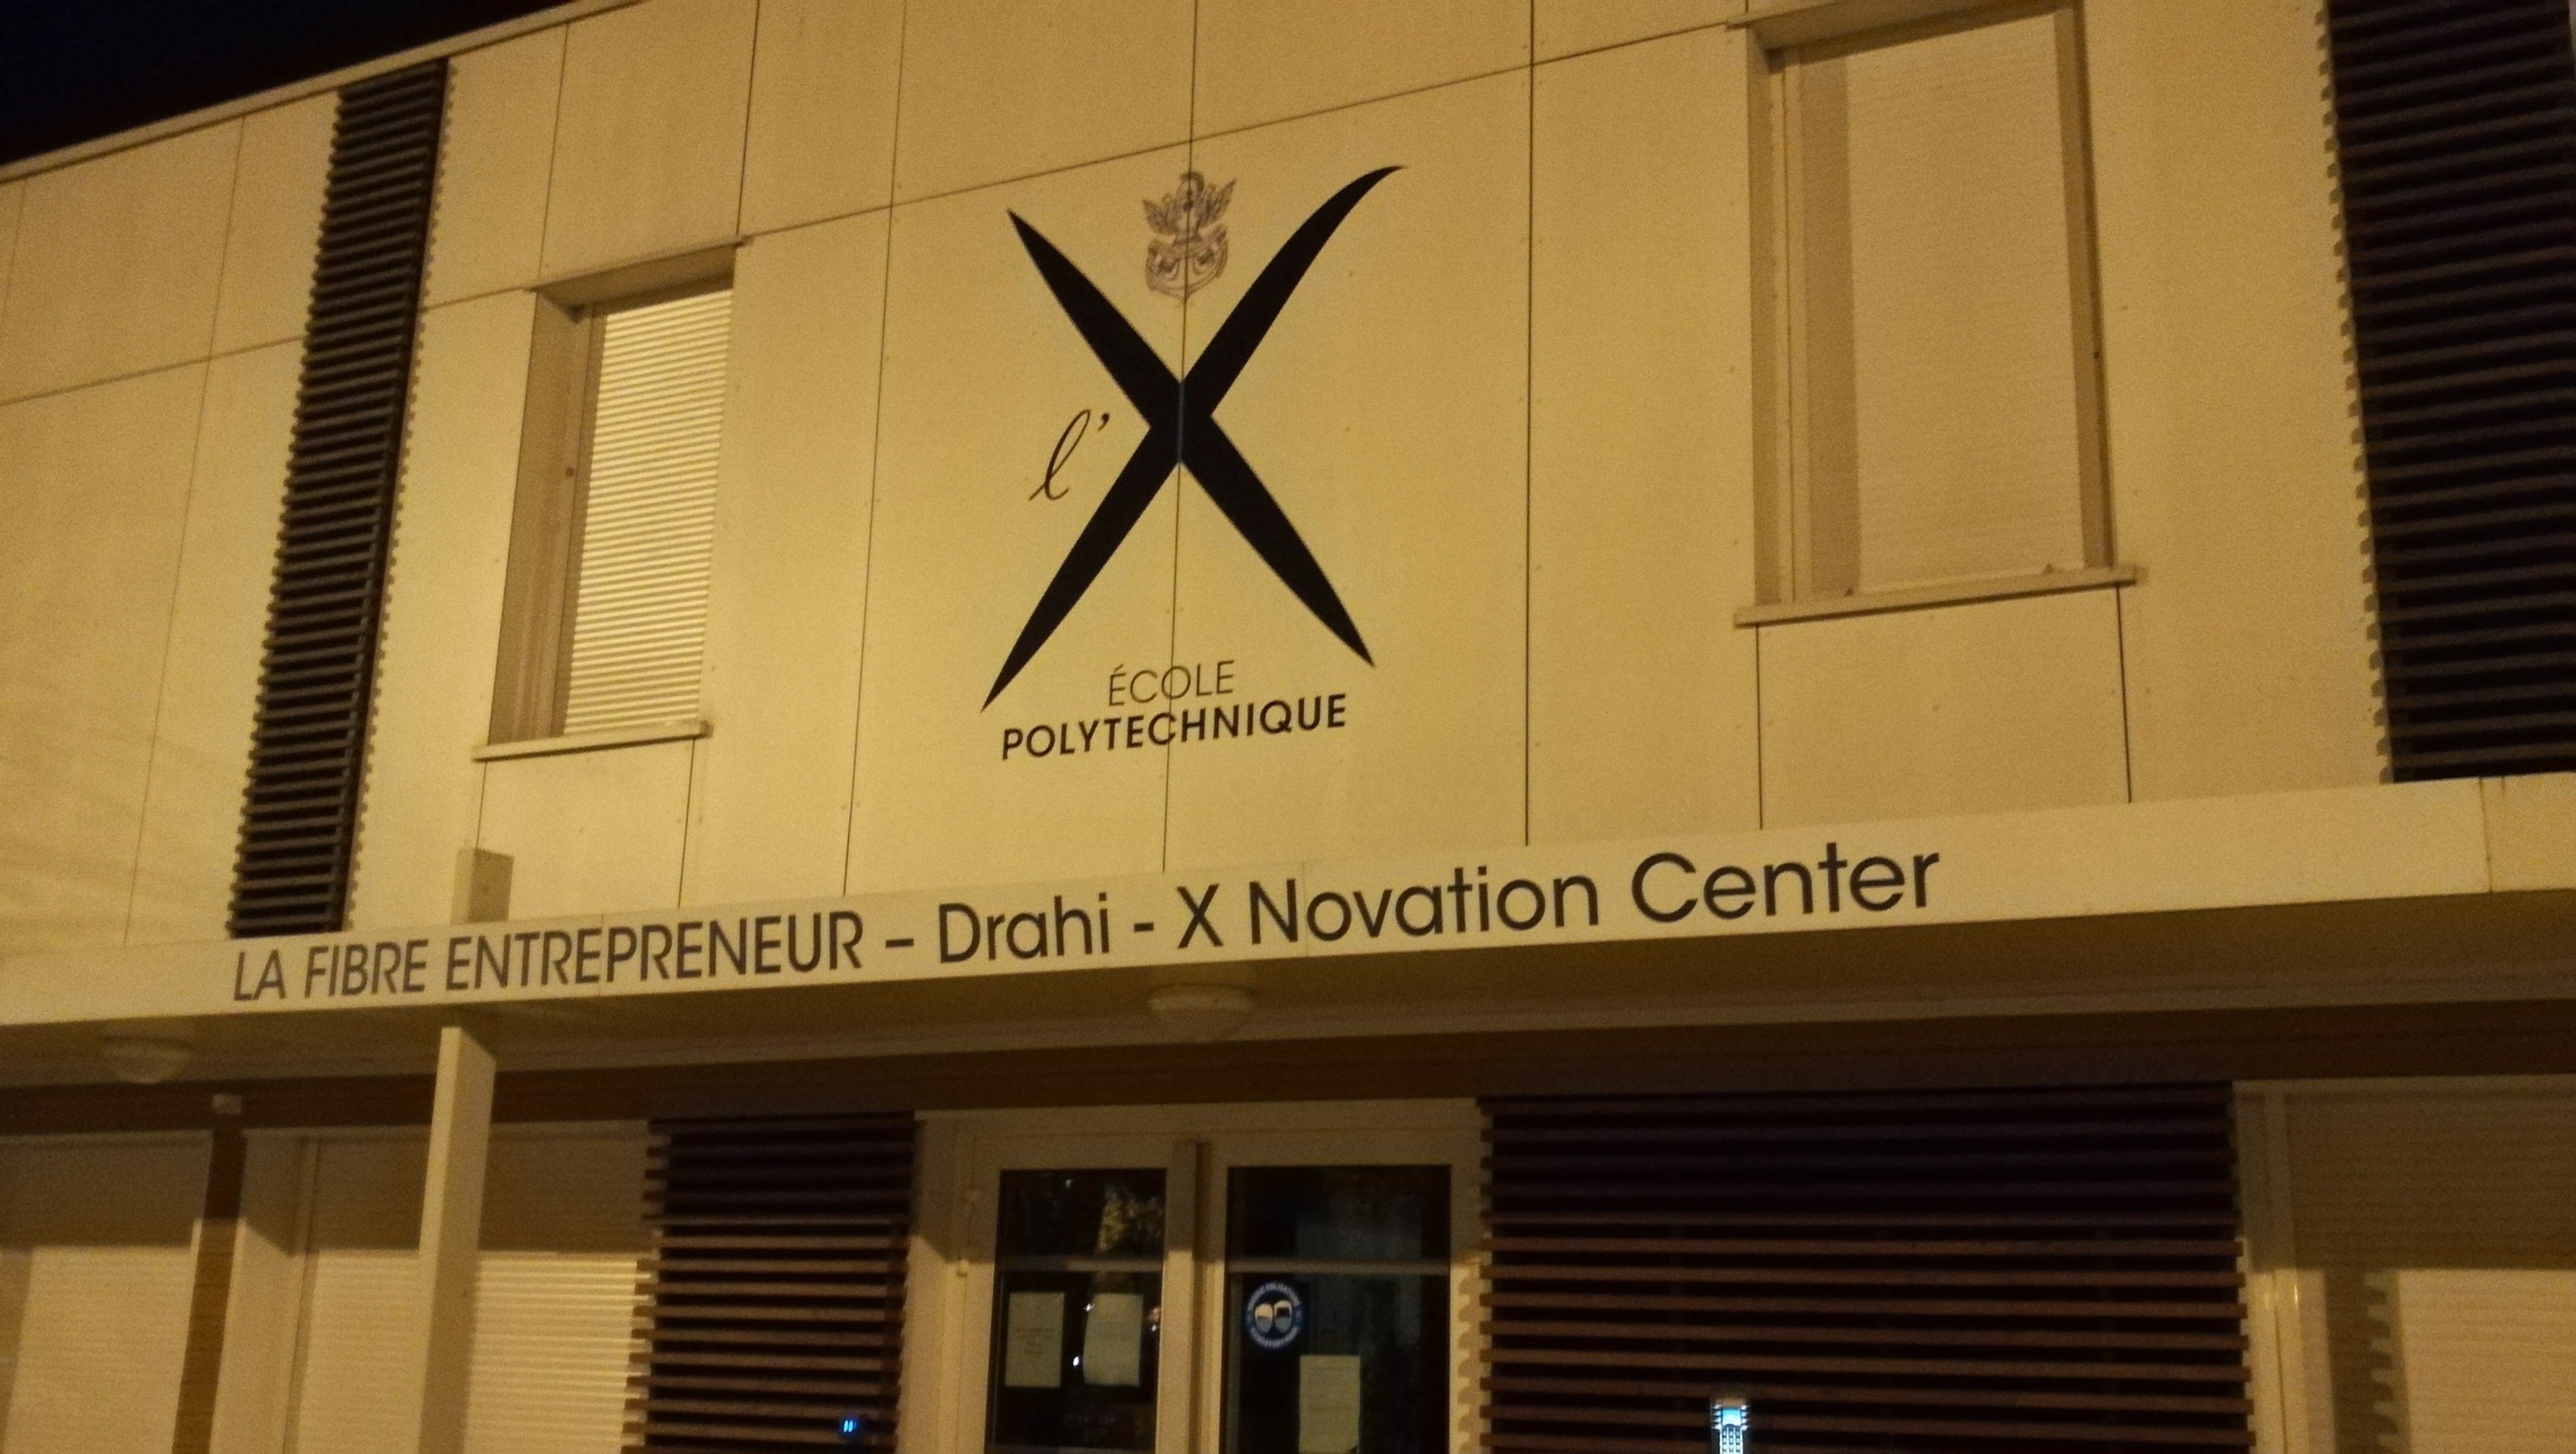 l'X
ÉCOLE
POLYTECHNIQUE
LA FIBRE ENTREPRENEUR – Drahi - X Novation Center